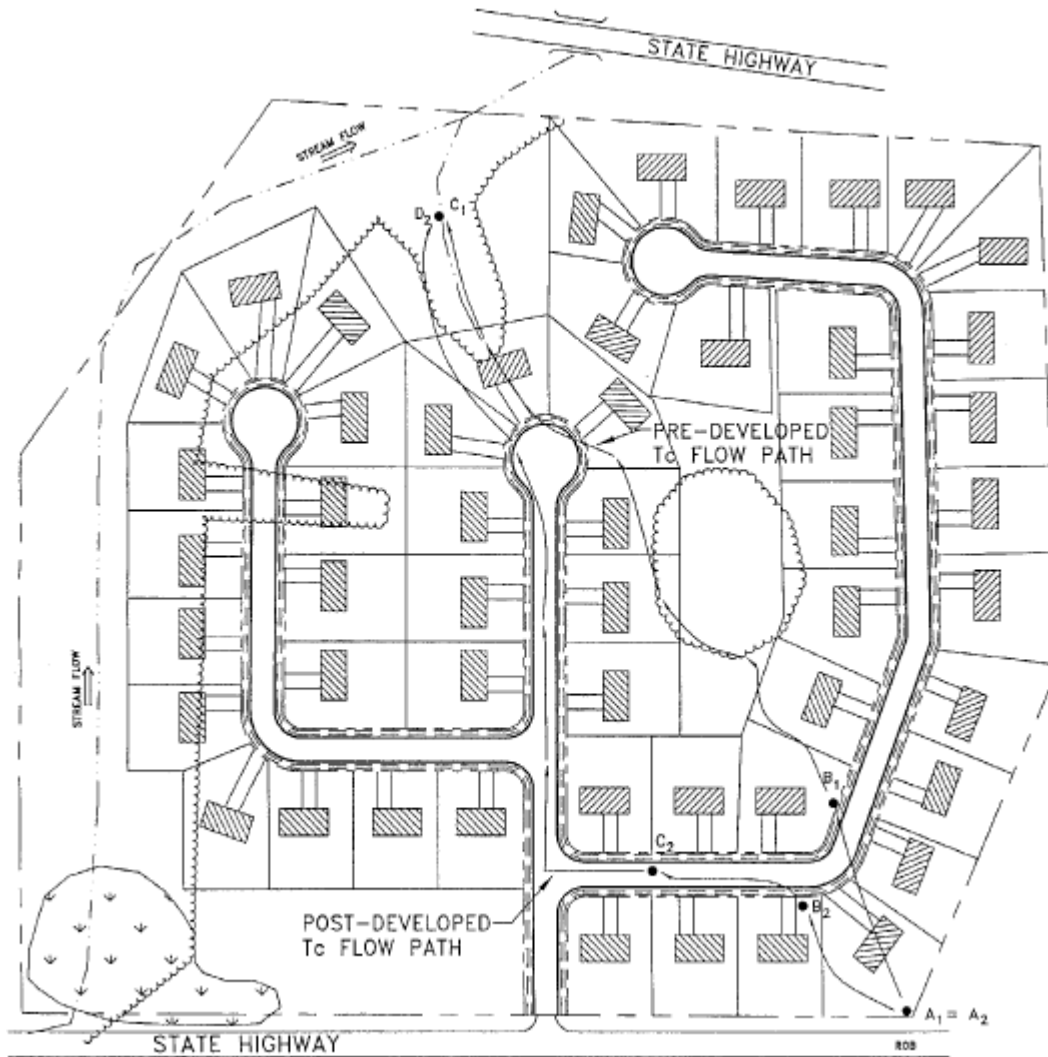 STATE HIGHWAY
STREAM FLOW
D2
C1
PRE-DEVELOPED
Tc FLOW PATH
STREAM FLOW
B1
C2
B2
POST-DEVELOPED
Tc FLOW PATH
A1 = A2
STATE HIGHWAY
RDB